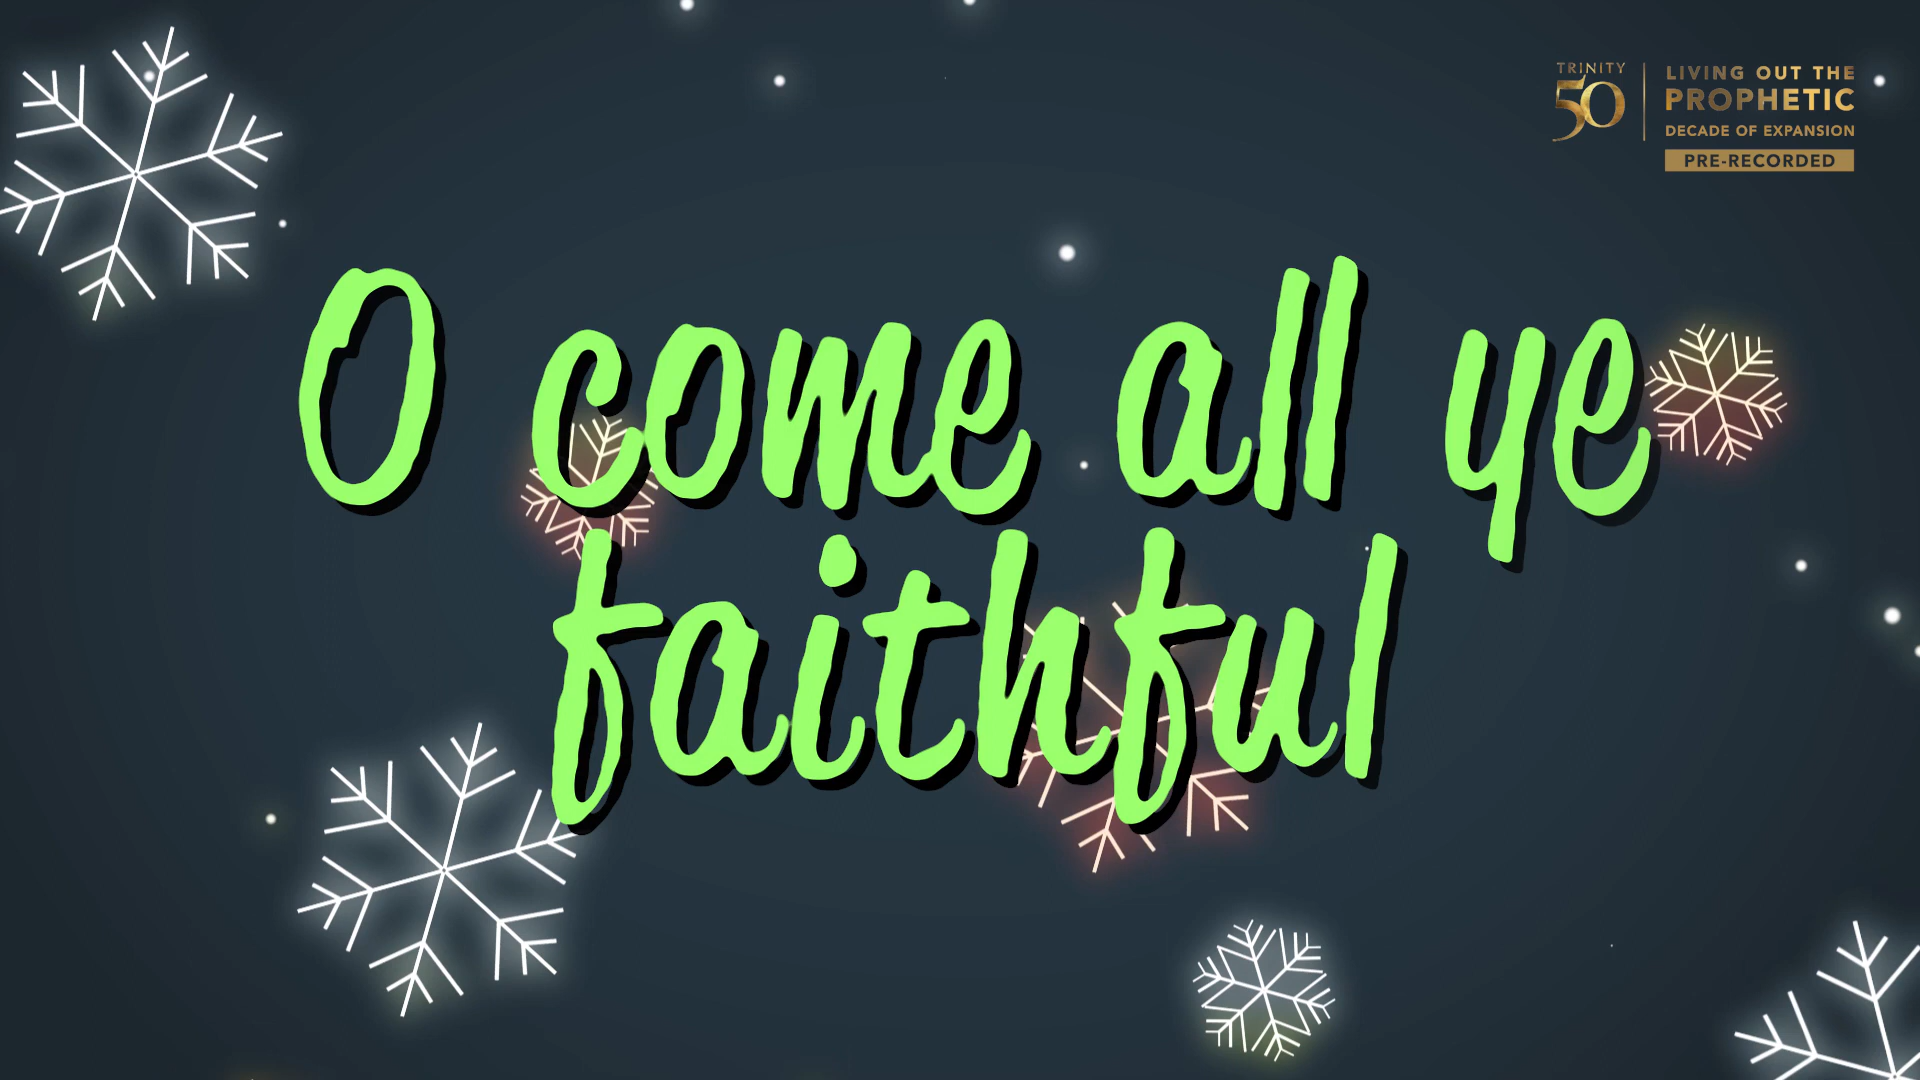 TRINITY
50
LIVING OUT THE
PROPHETIC
DECADE OF EXPANSION
PRE-RECORDED
O come all ye
faithful